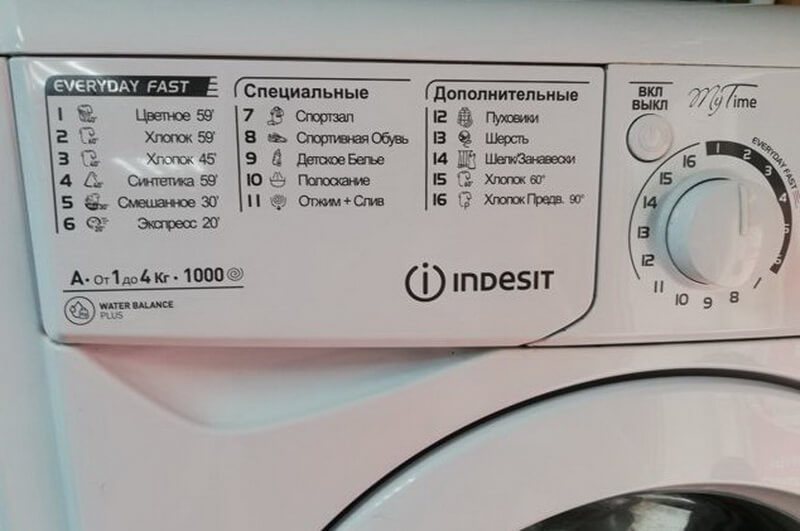 EVERYDAY FAST
1 Цветное 59'
2 Хлопок 59'
3 Хлопок 45'
4 Синтетика 59'
5 Смешанное 30'
6 Экспресс 20'
Специальные
7 Спортзал
8 Спортивная Обувь
9 Детское Белье
10 Полоскание
11 Отжим + Слив
Дополнительные
12 Пуховики
13 Шерсть
14 Шелк/Занавески
15 Хлопок 60°
16 Хлопок Предв. 90°
A • От 1 до 4 Кг • 1000
WATER BALANCE
PLUS
indesit
ВКЛ
ВЫКЛ
MyTime
EVERYDAY FAST
1
2
3
4
5
6
7
8
9
10
11
12
13
14
15
16